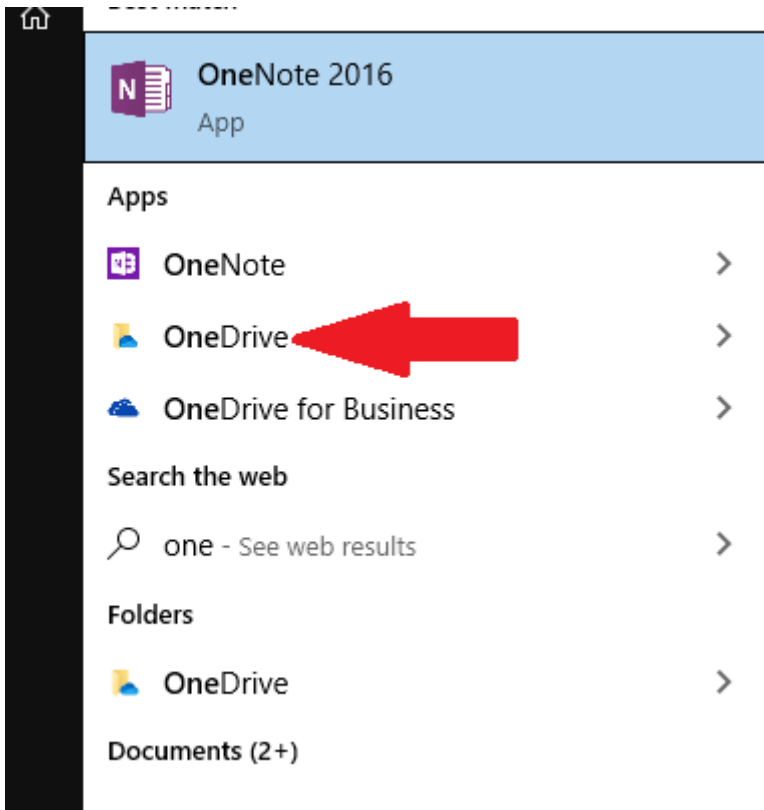 OneNote 2016
App
Apps
OneNote
OneDrive
OneDrive for Business
Search the web
one - See web results
Folders
OneDrive
Documents (2+)